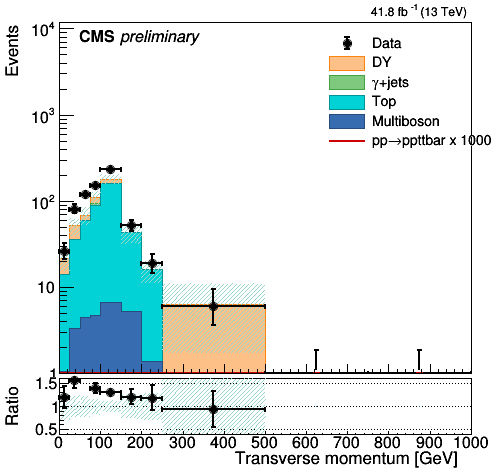 41.8 fb⁻¹ (13 TeV)
CMS preliminary
Events
10⁴
10³
10²
10
1
Data
DY
γ+jets
Top
Multiboson
pp→ppttbar x 1000
Ratio
1.5
1
0.5
0 100 200 300 400 500 600 700 800 900 1000
Transverse momentum [GeV]